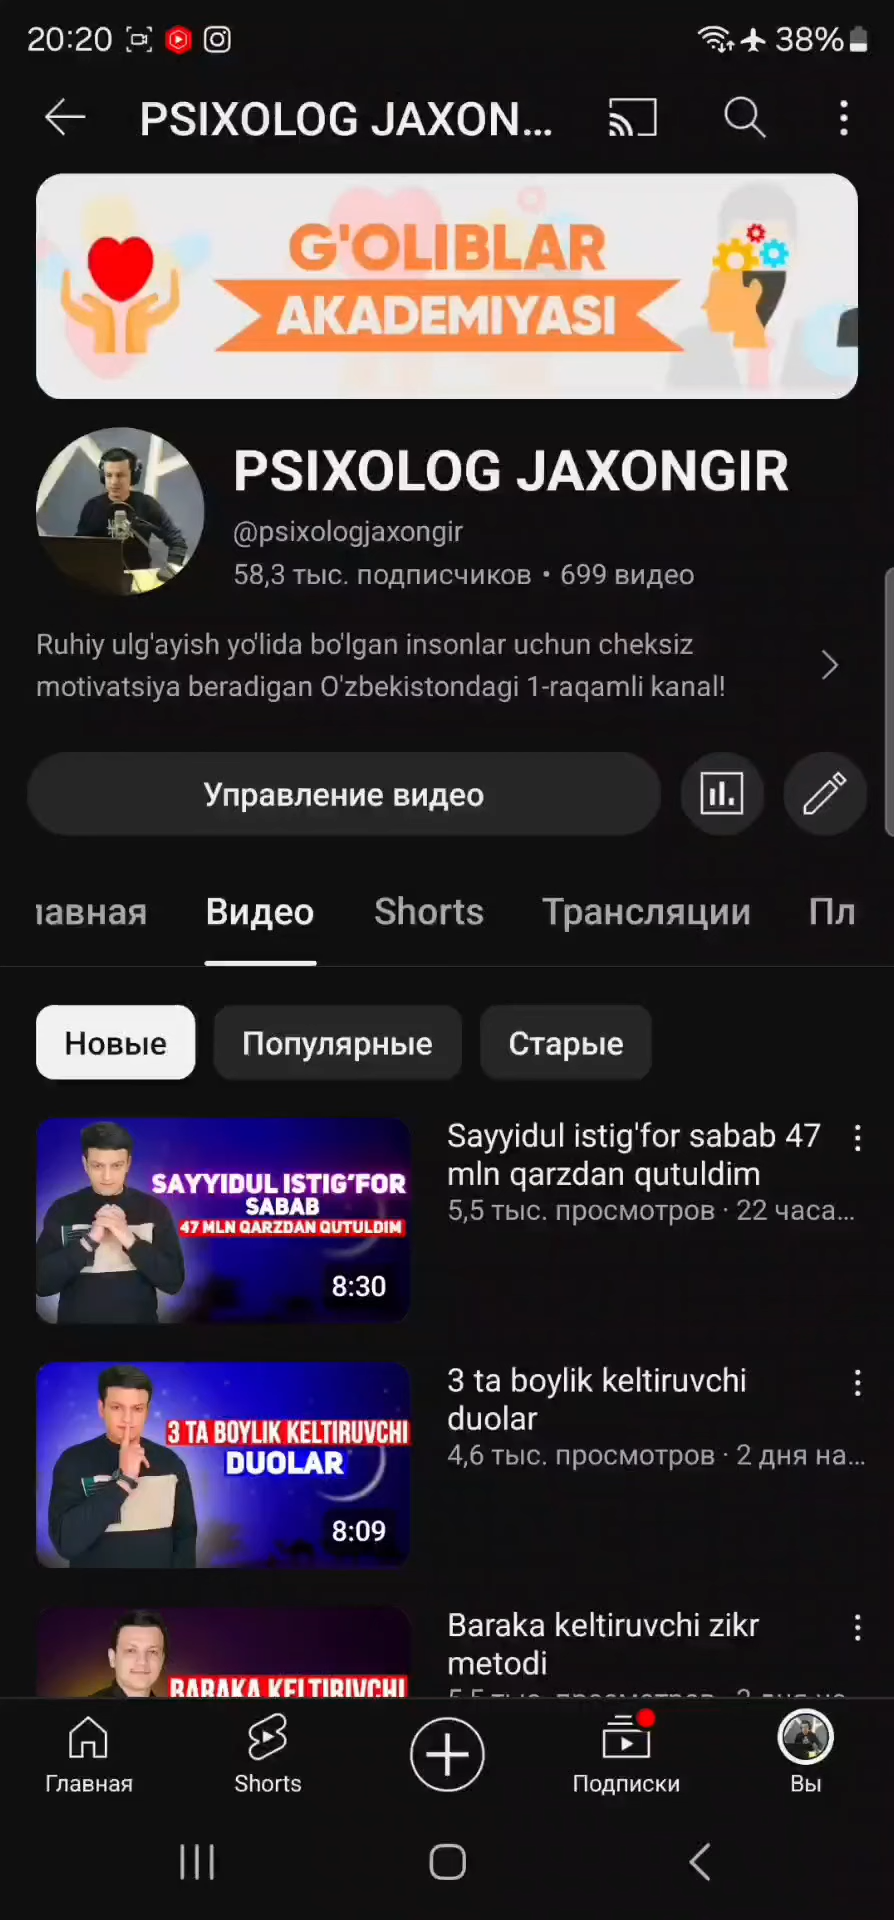 20:20
38%
PSIXOLOG JAXON...
G'OLIBLAR
AKADEMIYASI
PSIXOLOG JAXONGIR
@psixologjaxongir
58,3 тыс. подписчиков • 699 видео
Ruhiy ulg'ayish yo'lida bo'lgan insonlar uchun cheksiz
motivatsiya beradigan O'zbekistondagi 1-raqamli kanal!
Управление видео
лавная Видео Shorts Трансляции Пл
Новые Популярные Старые
SAYYIDUL ISTIG'FOR
SABAB
47 MLN QARZDAN QUTULDIM
8:30
Sayyidul istig'for sabab 47
mln qarzdan qutuldim
5,5 тыс. просмотров · 22 часа...
3 TA BOYLIK KELTIRUVCHI
DUOLAR
8:09
3 ta boylik keltiruvchi
duolar
4,6 тыс. просмотров · 2 дня на...
BARAKA KELTIRIVCHI
Baraka keltiruvchi zikr
metodi
Главная Shorts Подписки Вы